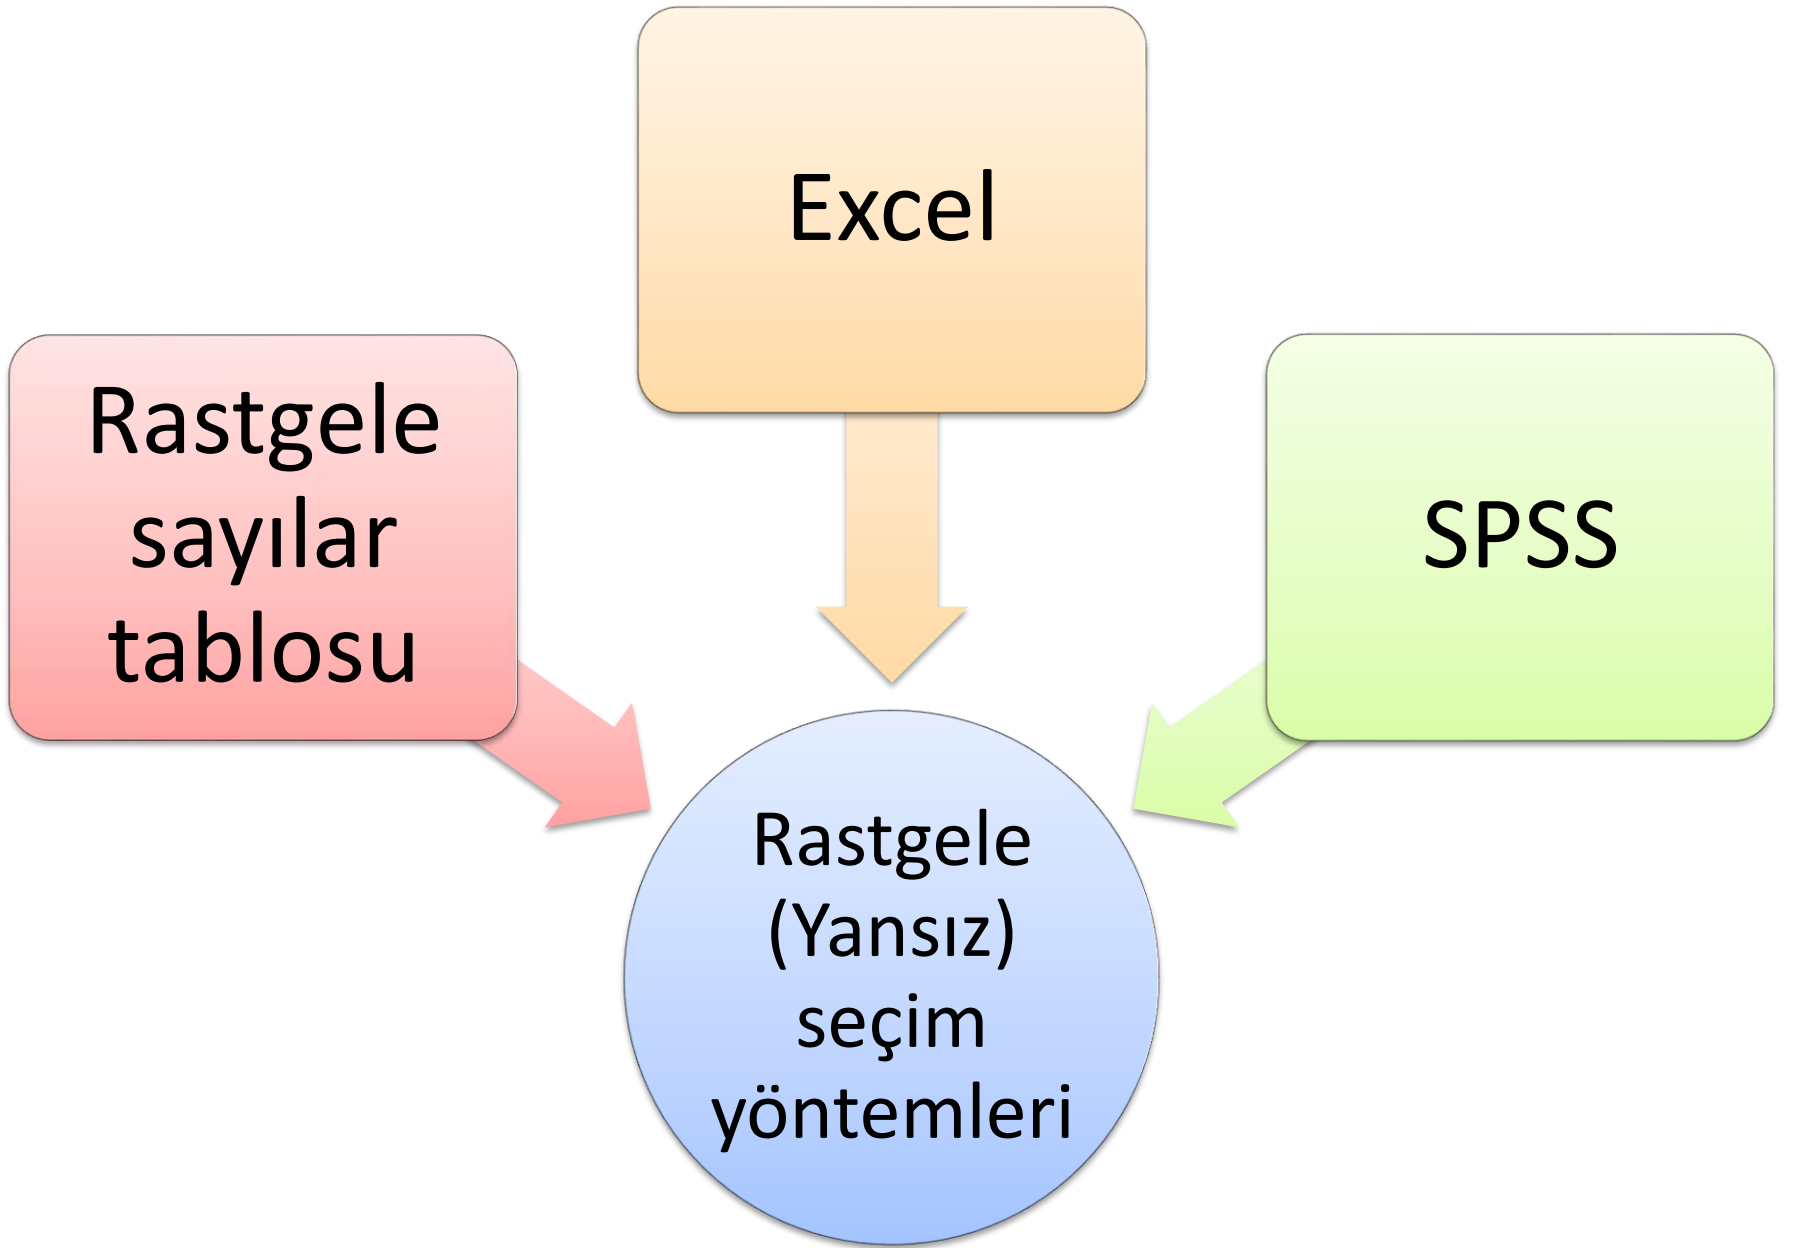 Excel
Rastgele
sayılar
tablosu
SPSS
Rastgele
(Yansız)
seçim
yöntemleri